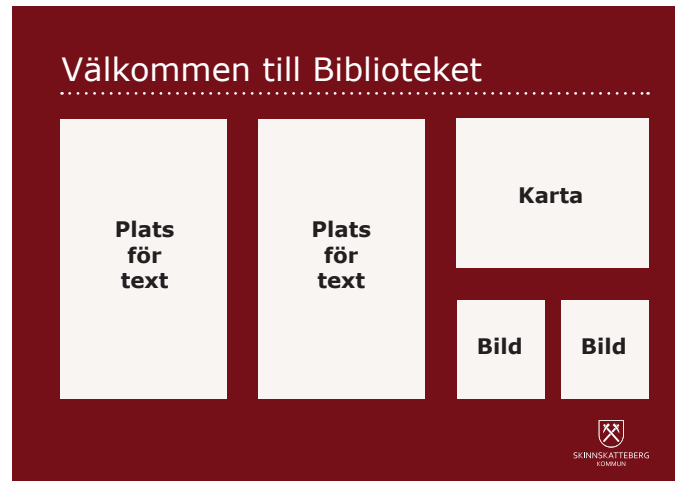 Välkommen till Biblioteket
Plats
för
text
Plats
för
text
Karta
Bild
Bild
SKINNSKATTEBERG
KOMMUN